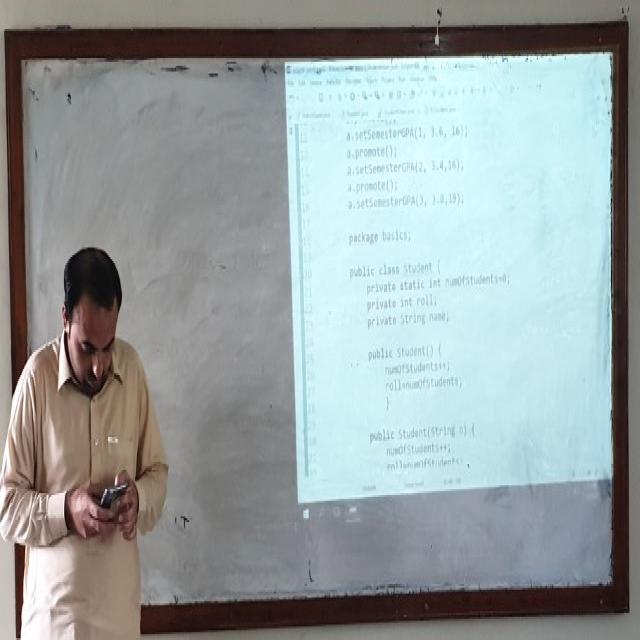 a.setSemesterGPA(1, 3.6, 16);
a.promote();
a.setSemesterGPA(2, 3.4,16);
a.promote();
a.setSemesterGPA(3, 3.8,19);
package basics;
public class Student {
private static int numOfStudents=0;
private int roll;
private String name;
public Student() {
numOfStudents++;
roll=numOfStudents;
}
public Student(String n) {
numOfStudents++;
roll=numOfStudents;